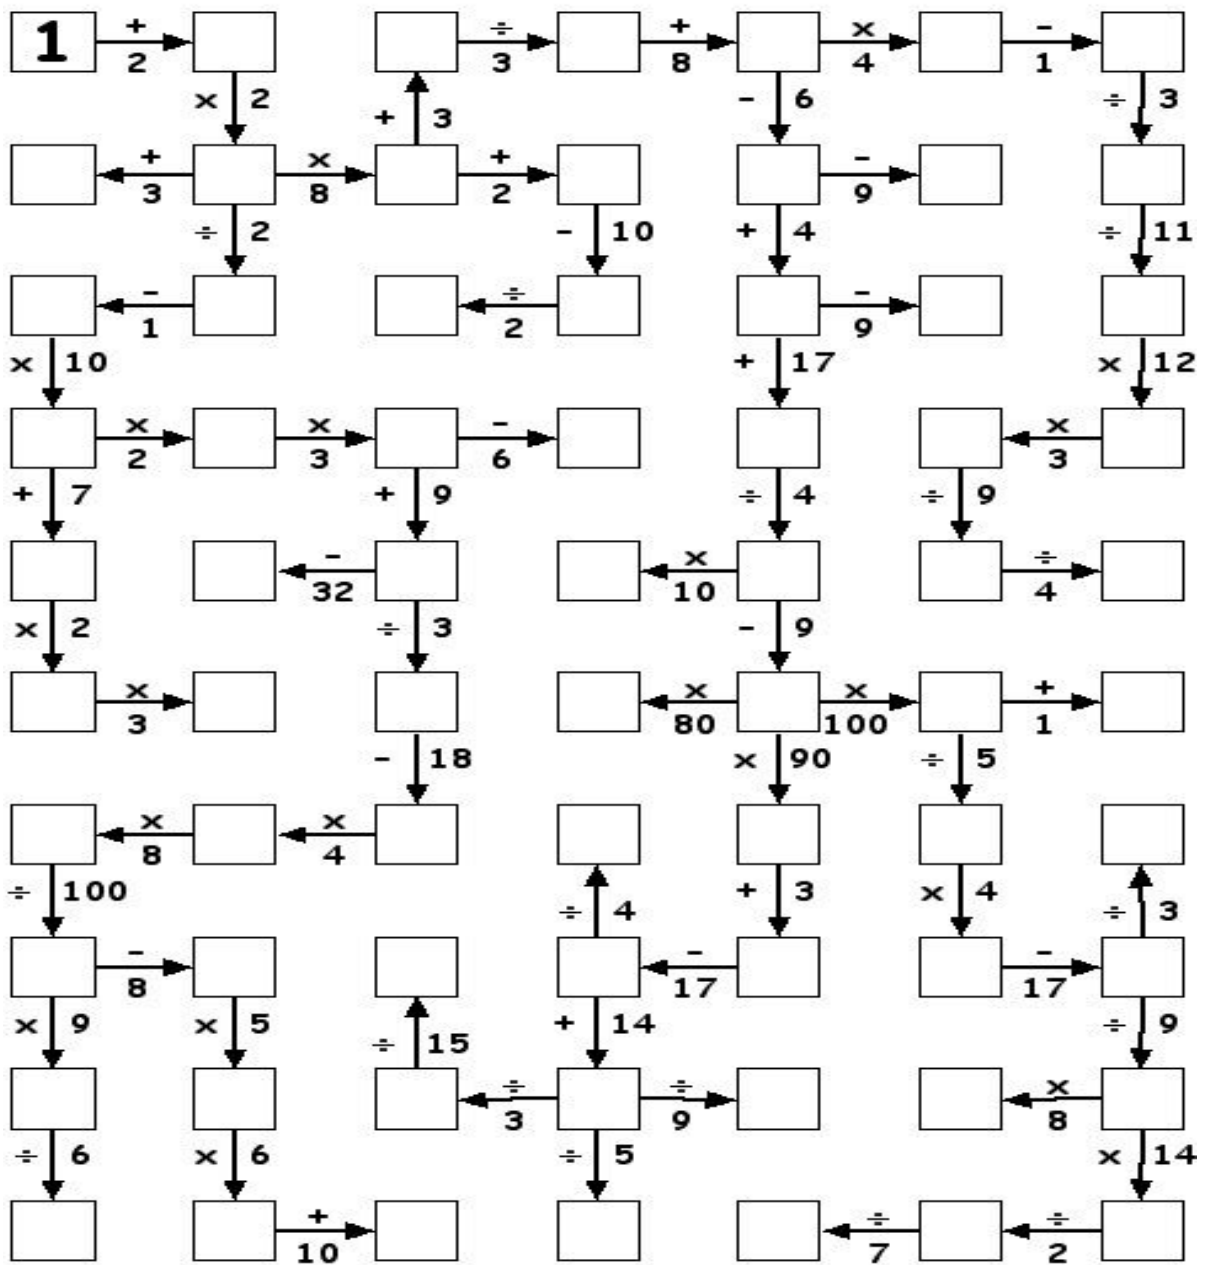 1 + 2 ÷ 3 + 8 × 4 - 1
× 2 + 3 - 6 ÷ 3
+ 3 × 8 + 2 - 9
÷ 2 - 10 + 4 ÷ 11
- 1 ÷ 2 - 9
× 10 + 17 × 12
× 2 × 3 - 6 × 3
+ 7 + 9 ÷ 4 ÷ 9
- 32 × 10 ÷ 4
× 2 ÷ 3 - 9
× 3 × 80 × 100 + 1
- 18 × 90 ÷ 5
× 8 × 4
÷ 100 ÷ 4 + 3 × 4 ÷ 3
- 8 - 17 - 17
× 9 × 5 ÷ 15 + 14 ÷ 9
÷ 3 ÷ 9 × 8
÷ 6 × 6 ÷ 5 × 14
+ 10 ÷ 7 ÷ 2